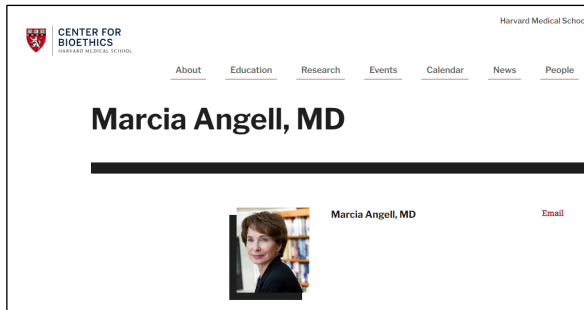 Harvard Medical Schoo
CENTER FOR
BIOETHICS
HARVARD MEDICAL SCHOOL
About Education Research Events Calendar News People
Marcia Angell, MD
Marcia Angell, MD
Email